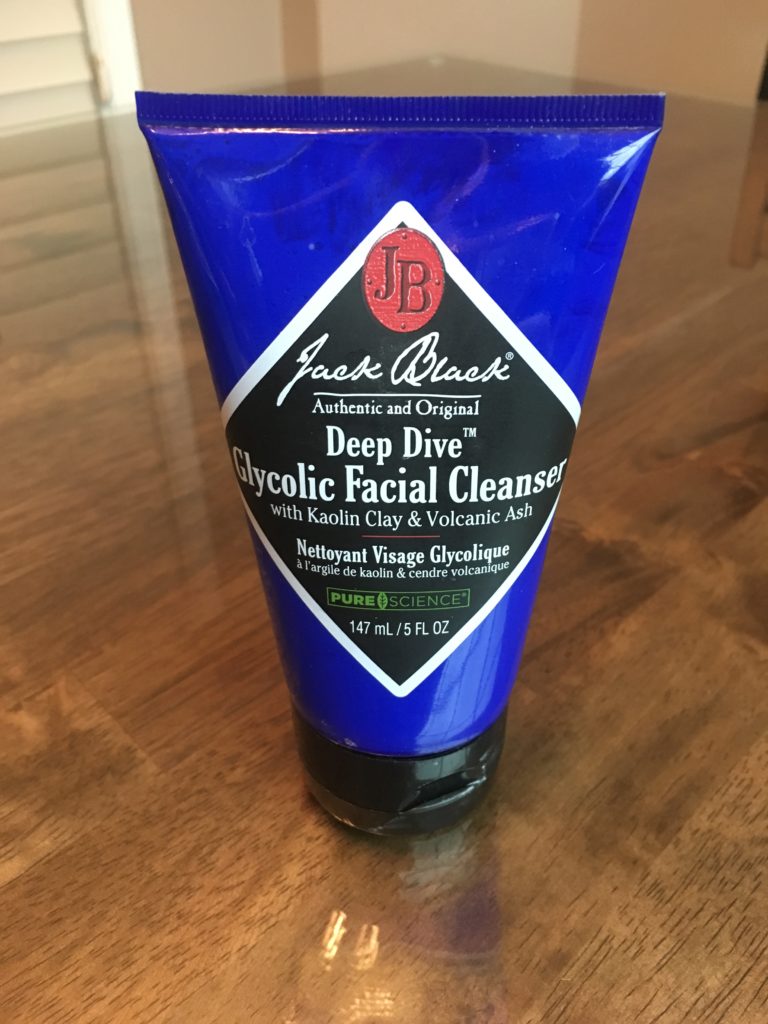 JB
Jack Black®
Authentic and Original
Deep Dive™
Glycolic Facial Cleanser
with Kaolin Clay & Volcanic Ash
Nettoyant Visage Glycolique
à l'argile de kaolin & cendre volcanique
PURE SCIENCE®
147 mL / 5 FL OZ